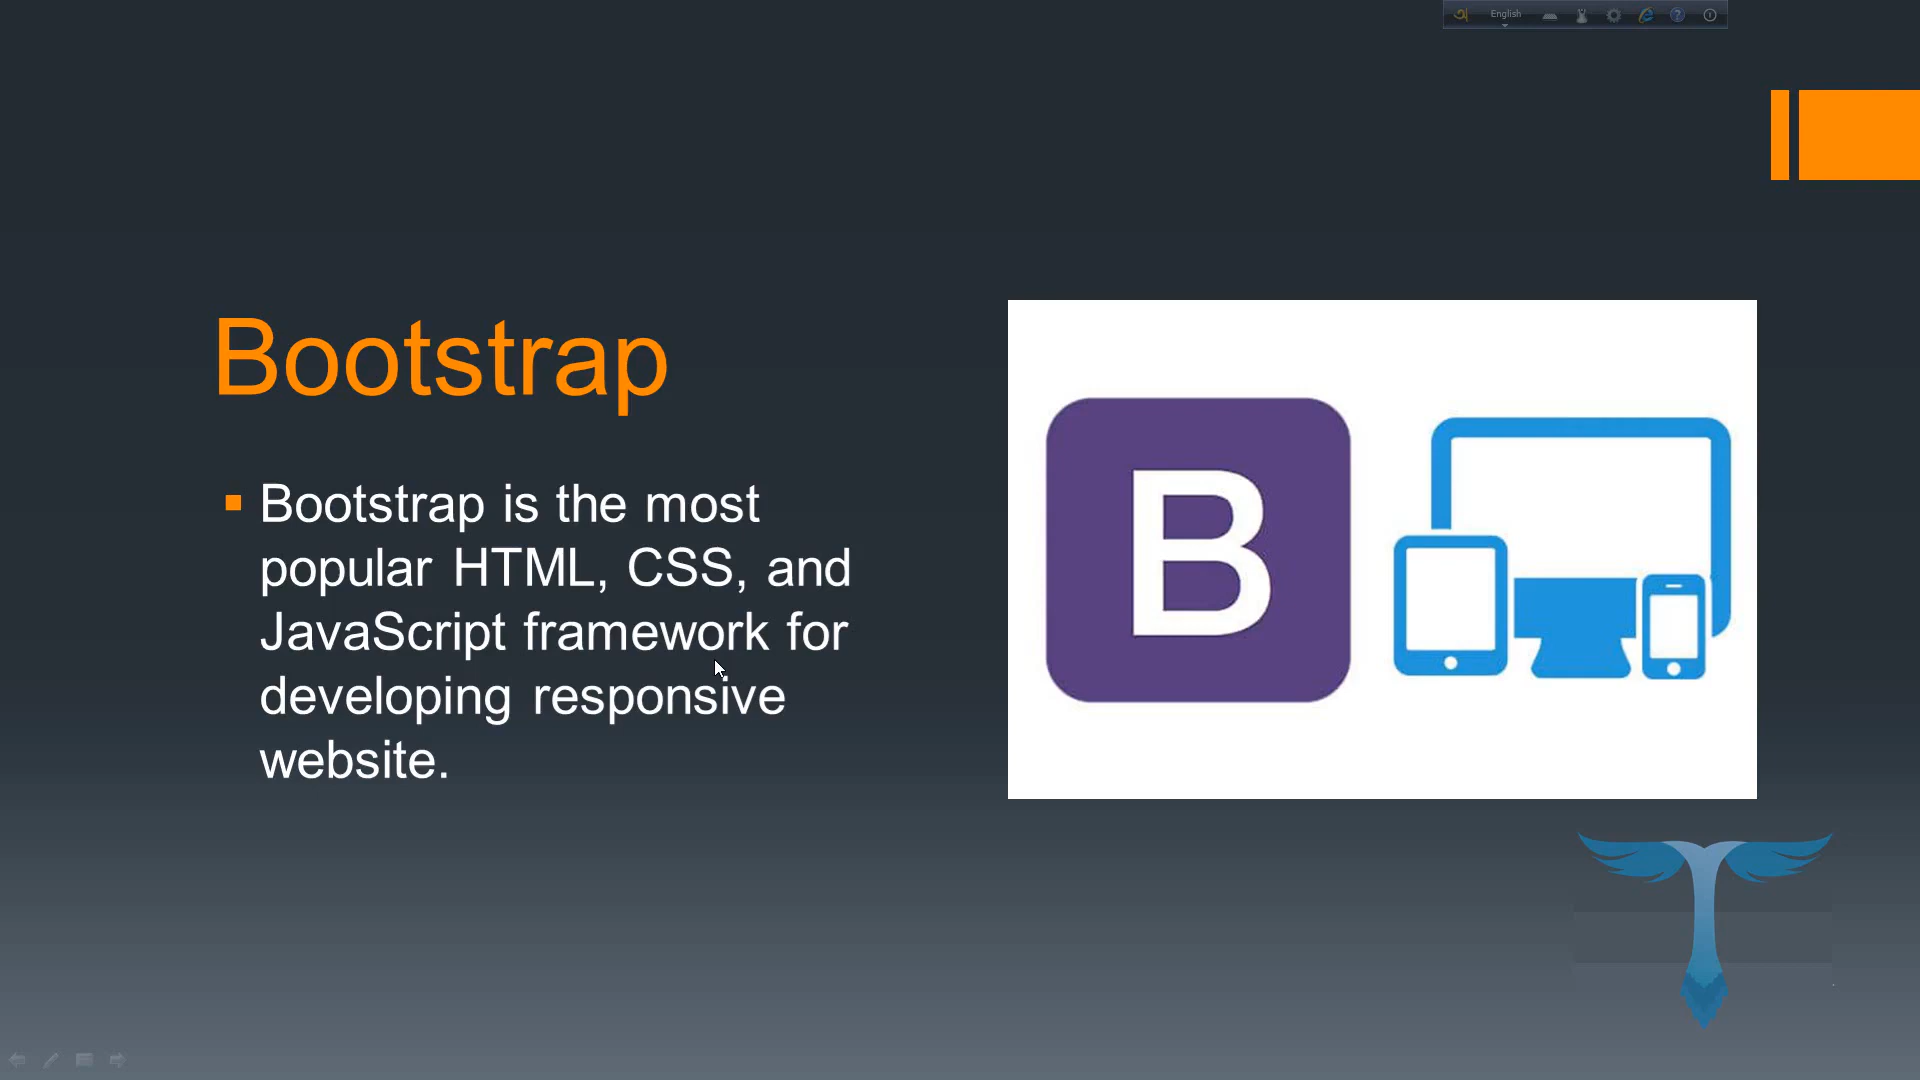 English
Bootstrap
Bootstrap is the most
popular HTML, CSS, and
JavaScript framework for
developing responsive
website.
B